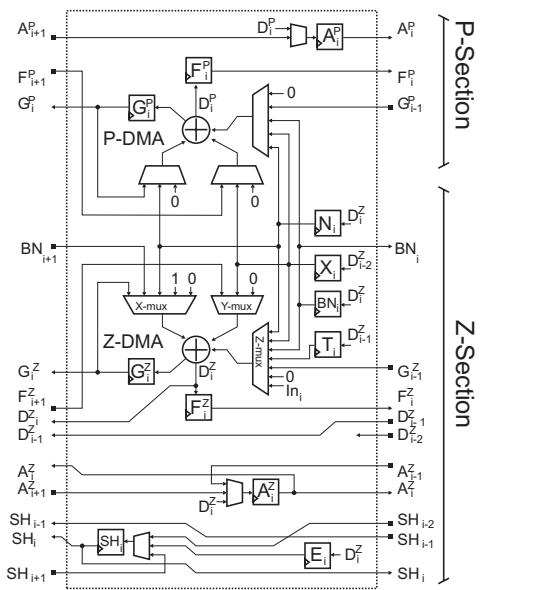 A^P_{i+1} D^P_i A^P_i A^P_i
F^P_{i+1} F^P_i F^P_i
G^P_i G^P_i D^P_i 0 G^P_{i-1}
P-DMA
0 0
N_i D^Z_i
BN_{i+1} BN_i
X_i D^Z_{i-2}
1 0 0
X-mux Y-mux BN_i D^Z_i
Z-DMA Z-mux T_i D^Z_{i-1}
G^Z_i G^Z_i D^Z_i G^Z_{i-1}
0
In_i
F^Z_{i+1} F^Z_i F^Z_i
D^Z_i D^Z_{i-1}
D^Z_{i-1} D^Z_{i-2}
A^Z_i A^Z_{i-1}
A^Z_{i+1} A^Z_i A^Z_i
D^Z_i
SH_{i-1} SH_{i-2}
SH_i SH_i SH_{i-1}
E_i D^Z_i
SH_{i+1} SH_i
P-Section
Z-Section